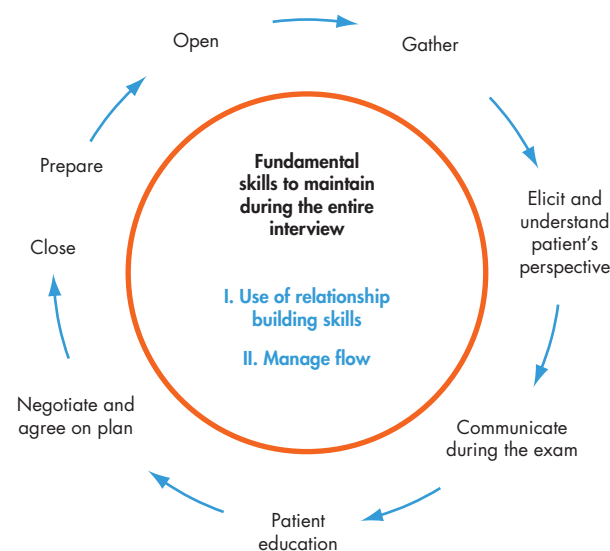 Open
Gather
Prepare
Fundamental
skills to maintain
during the entire
interview
Elicit and
understand
patient's
perspective
Close
I. Use of relationship
building skills
II. Manage flow
Negotiate and
agree on plan
Communicate
during the exam
Patient
education